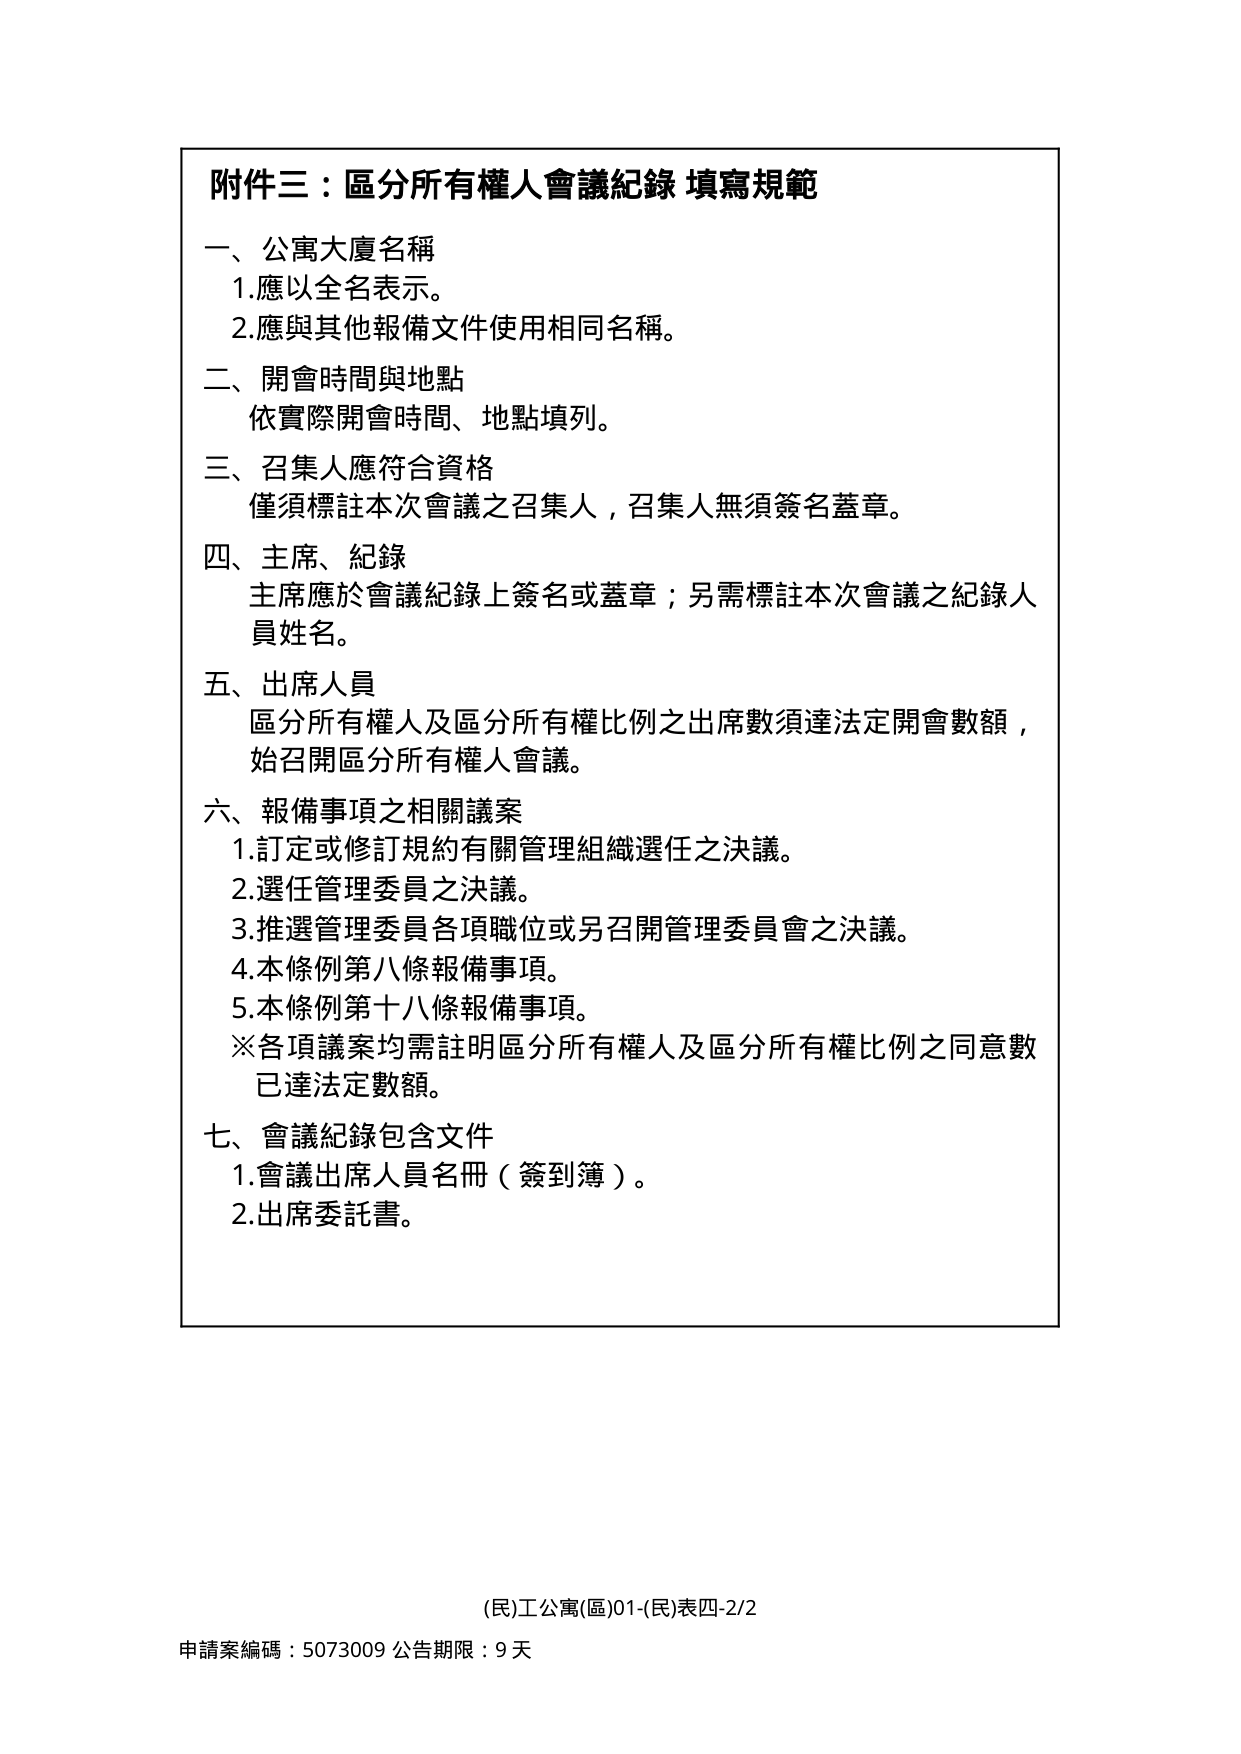 附件三：區分所有權人會議紀錄 填寫規範
一、公寓大廈名稱
1.應以全名表示。
2.應與其他報備文件使用相同名稱。
二、開會時間與地點
依實際開會時間、地點填列。
三、召集人應符合資格
僅須標註本次會議之召集人，召集人無須簽名蓋章。
四、主席、紀錄
主席應於會議紀錄上簽名或蓋章；另需標註本次會議之紀錄人
員姓名。
五、出席人員
區分所有權人及區分所有權比例之出席數須達法定開會數額，
始召開區分所有權人會議。
六、報備事項之相關議案
1.訂定或修訂規約有關管理組織選任之決議。
2.選任管理委員之決議。
3.推選管理委員各項職位或另召開管理委員會之決議。
4.本條例第八條報備事項。
5.本條例第十八條報備事項。
※各項議案均需註明區分所有權人及區分所有權比例之同意數
已達法定數額。
七、會議紀錄包含文件
1.會議出席人員名冊（簽到簿）。
2.出席委託書。
(民)工公寓(區)01-(民)表四-2/2
申請案編碼：5073009 公告期限：9 天